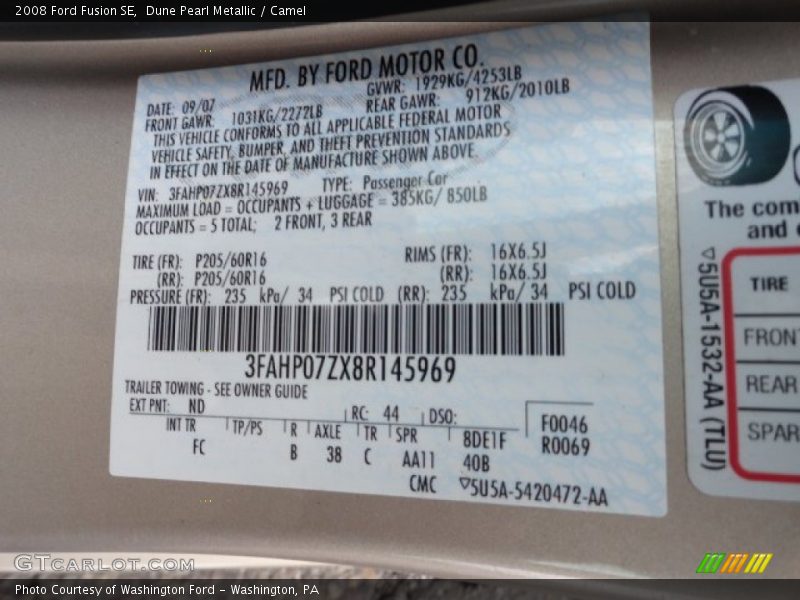 2008 Ford Fusion SE, Dune Pearl Metallic / Camel
MFD. BY FORD MOTOR CO.
DATE: 09/07 GVWR: 1929KG/4253LB
FRONT GAWR: 1031KG/2272LB REAR GAWR: 912KG/2010LB
THIS VEHICLE CONFORMS TO ALL APPLICABLE FEDERAL MOTOR
VEHICLE SAFETY, BUMPER, AND THEFT PREVENTION STANDARDS
IN EFFECT ON THE DATE OF MANUFACTURE SHOWN ABOVE.
VIN: 3FAHP07ZX8R145969 TYPE: Passenger Car
MAXIMUM LOAD = OCCUPANTS + LUGGAGE = 385KG/ 850LB
OCCUPANTS = 5 TOTAL; 2 FRONT, 3 REAR
TIRE (FR): P205/60R16 RIMS (FR): 16X6.5J
(RR): P205/60R16 (RR): 16X6.5J
PRESSURE (FR): 235 kPa/ 34 PSI COLD (RR): 235 kPa/ 34 PSI COLD
3FAHP07ZX8R145969
TRAILER TOWING - SEE OWNER GUIDE
EXT PNT: ND RC: 44 DSO: F0046
INT TR TP/PS R AXLE TR SPR 8DE1F R0069
FC B 38 C AA11 40B
CMC ▽5U5A-5420472-AA
The com
and
▽5U5A-1532-AA (TLU)
TIRE
FRONT
REAR
SPAR
GTCarLot.com
Photo Courtesy of Washington Ford - Washington, PA